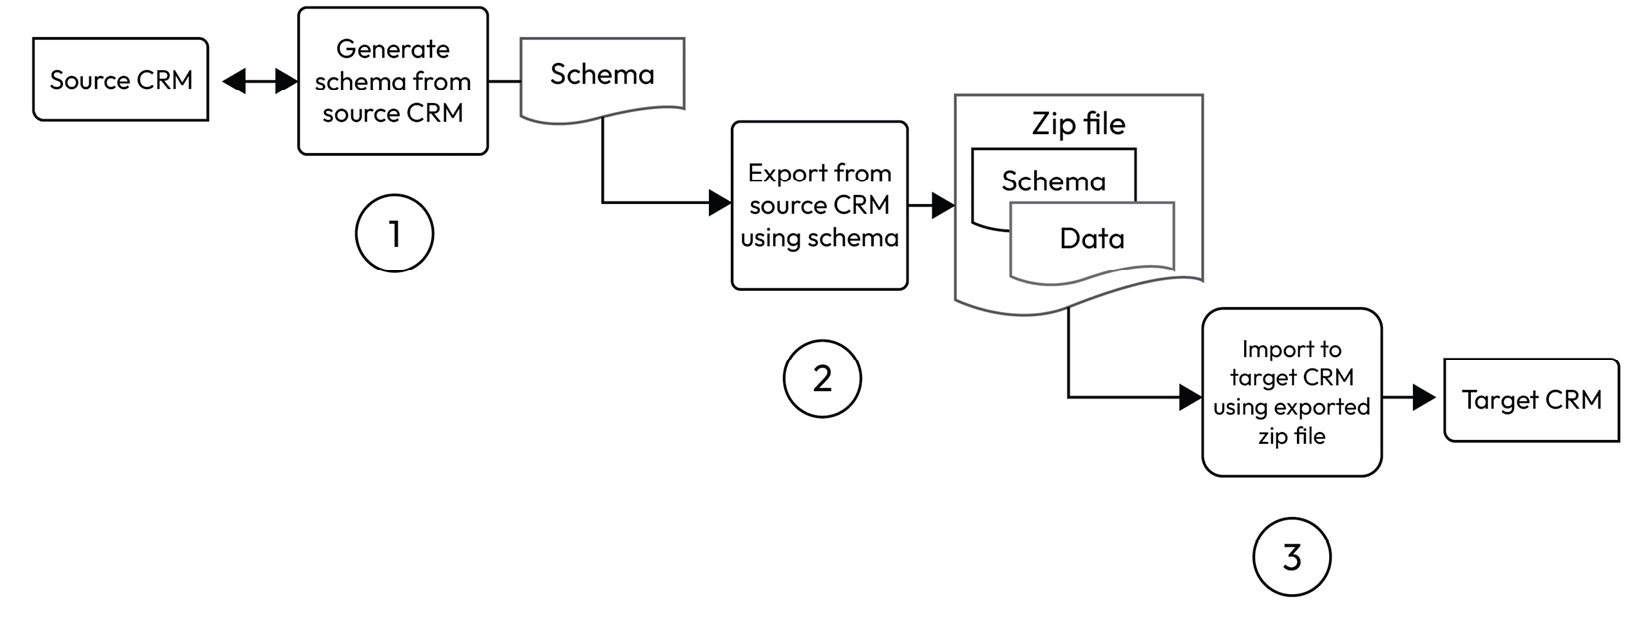 Source CRM
Generate
schema from
source CRM
Schema
1
Export from
source CRM
using schema
2
Zip file
Schema
Data
Import to
target CRM
using exported
zip file
3
Target CRM